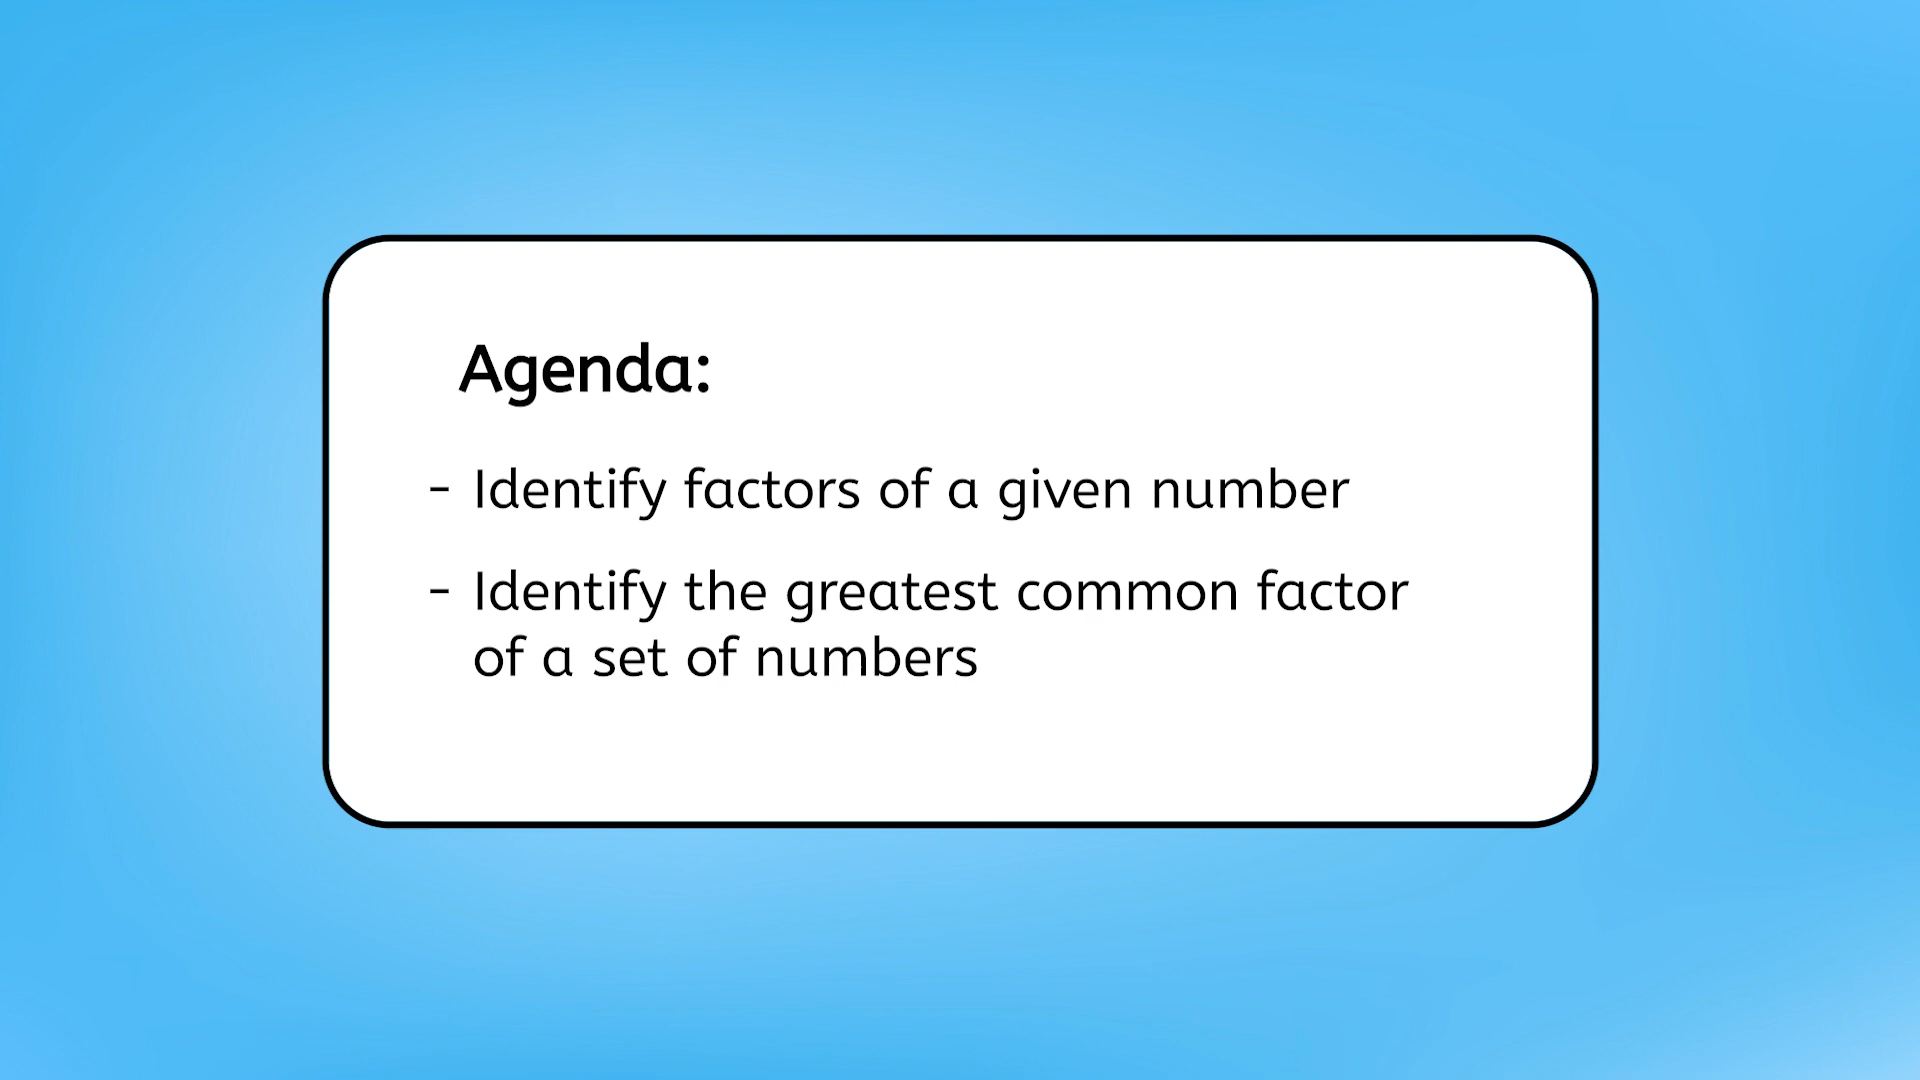 Agenda:
- Identify factors of a given number
- Identify the greatest common factor
of a set of numbers